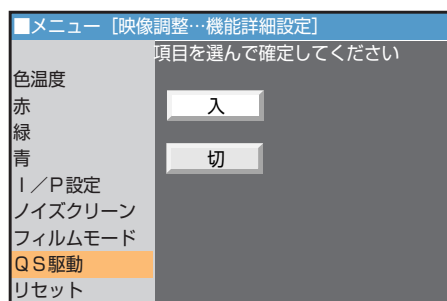 ■メニュー［映像調整…機能詳細設定］
項目を選んで確定してください
色温度
赤
入
緑
青
切
Ｉ／Ｐ設定
ノイズクリーン
フィルムモード
ＱＳ駆動
リセット